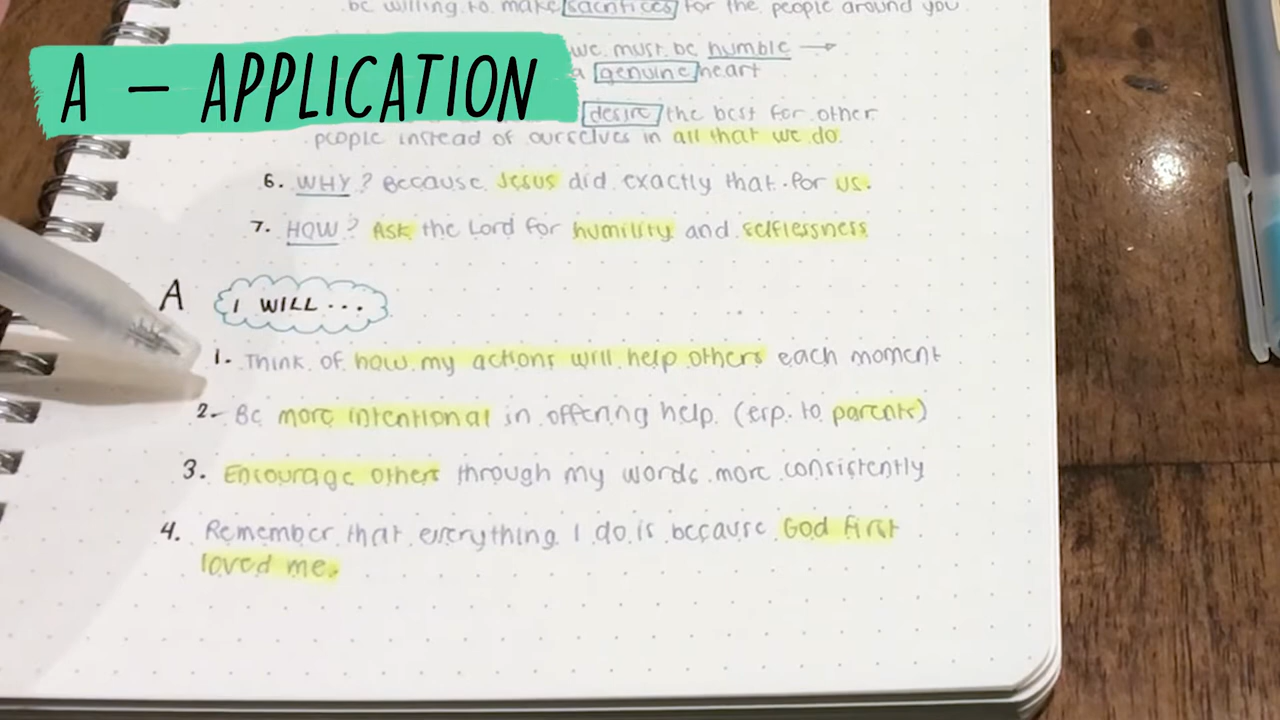 be willing to make sacrifices for the people around you
A – APPLICATION
we must be humble →
a genuine heart
desire the best for other
people instead of ourselves in all that we do.
6. WHY? Because Jesus did exactly that for us.
7. HOW? Ask the Lord for humility and selflessness
A I WILL...
1. Think of how my actions will help others each moment
2. Be more intentional in offering help. (esp. to parents)
3. Encourage others through my words more consistently
4. Remember that everything I do is because God first
loved me.